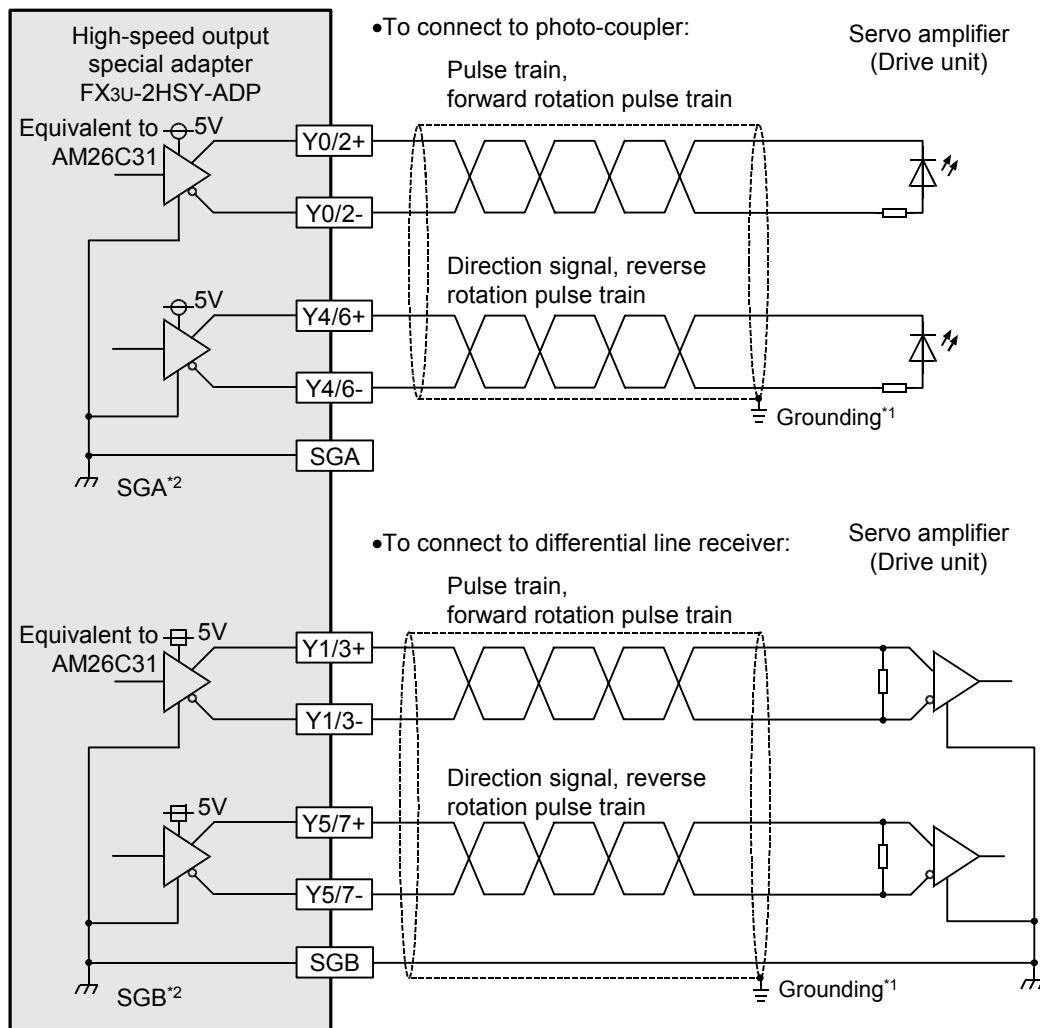 High-speed output
special adapter
FX3U-2HSY-ADP
•To connect to photo-coupler:
Servo amplifier
(Drive unit)
Pulse train,
forward rotation pulse train
Equivalent to
AM26C31
5V
Y0/2+
Y0/2-
Direction signal, reverse
rotation pulse train
5V
Y4/6+
Y4/6-
Grounding*1
SGA
SGA*2
•To connect to differential line receiver:
Servo amplifier
(Drive unit)
Pulse train,
forward rotation pulse train
Equivalent to
AM26C31
5V
Y1/3+
Y1/3-
Direction signal, reverse
rotation pulse train
5V
Y5/7+
Y5/7-
SGB
SGB*2
Grounding*1